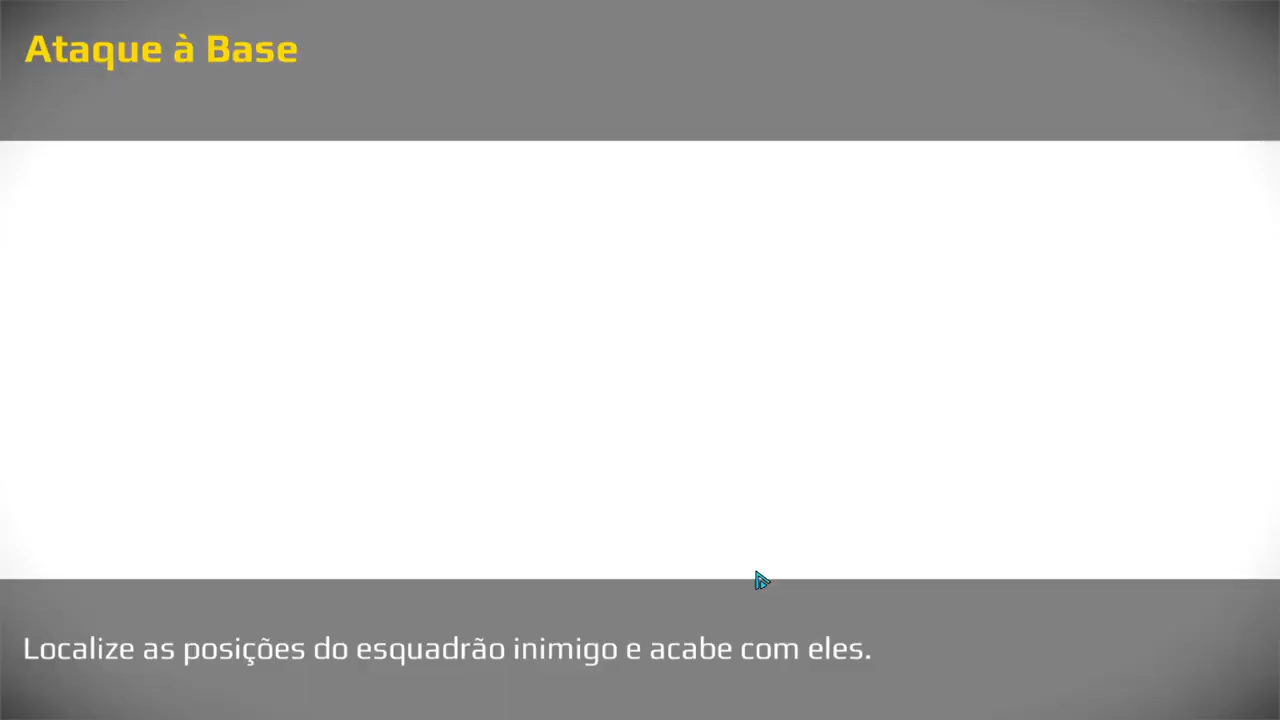 Ataque à Base
Localize as posições do esquadrão inimigo e acabe com eles.